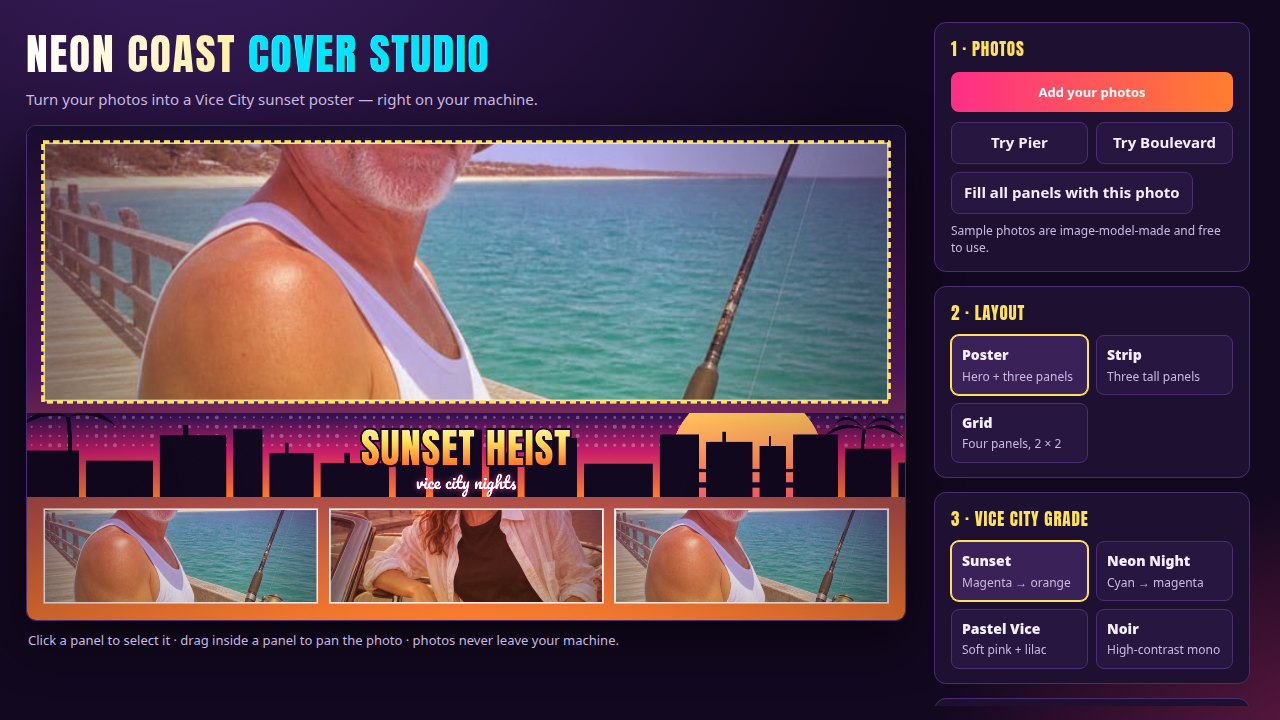 NEON COAST COVER STUDIO
Turn your photos into a Vice City sunset poster — right on your machine.
SUNSET HEIST
vice city nights
Click a panel to select it · drag inside a panel to pan the photo · photos never leave your machine.
1 · PHOTOS
Add your photos
Try Pier
Try Boulevard
Fill all panels with this photo
Sample photos are image-model-made and free
to use.
2 · LAYOUT
Poster
Hero + three panels
Strip
Three tall panels
Grid
Four panels, 2 × 2
3 · VICE CITY GRADE
Sunset
Magenta → orange
Neon Night
Cyan → magenta
Pastel Vice
Soft pink + lilac
Noir
High-contrast mono